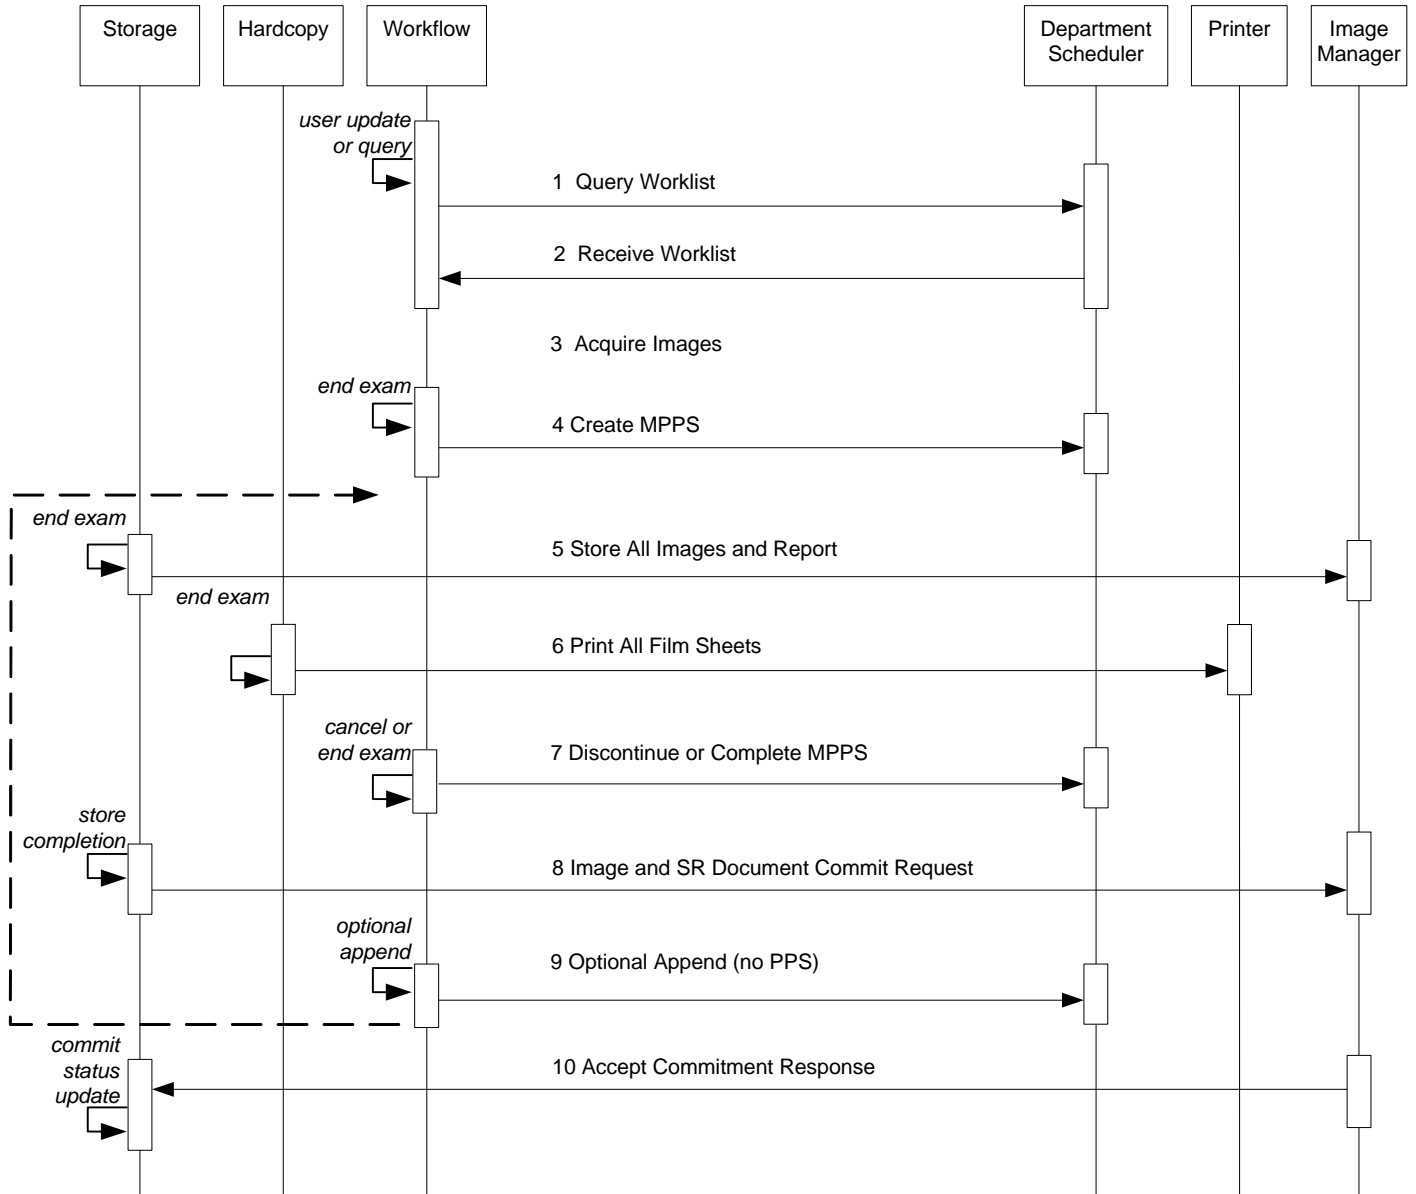 Storage
Hardcopy
Workflow
Department
Scheduler
Printer
Image
Manager
user update
or query
1 Query Worklist
2 Receive Worklist
3 Acquire Images
end exam
4 Create MPPS
end exam
5 Store All Images and Report
end exam
6 Print All Film Sheets
cancel or
end exam
7 Discontinue or Complete MPPS
store
completion
8 Image and SR Document Commit Request
optional
append
9 Optional Append (no PPS)
commit
status
update
10 Accept Commitment Response